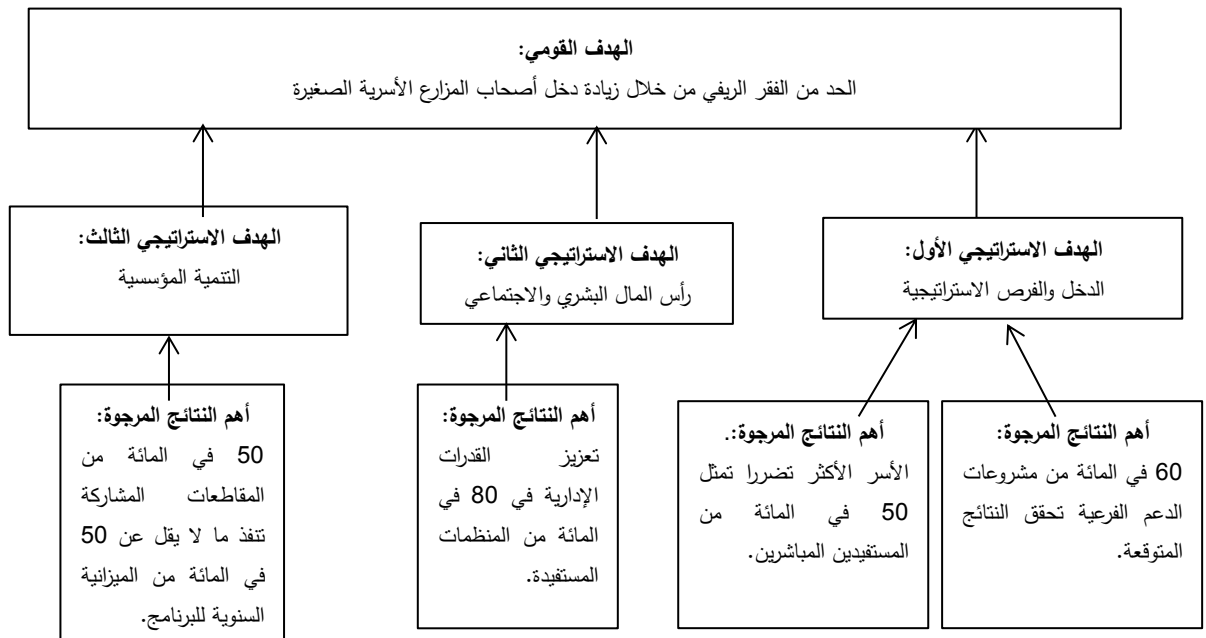 الهدف القومي:
الحد من الفقر الريفي من خلال زيادة دخل أصحاب المزارع الأسرية الصغيرة
الهدف الاستراتيجي الأول:
الدخل والفرص الاستراتيجية
الهدف الاستراتيجي الثاني:
رأس المال البشري والاجتماعي
الهدف الاستراتيجي الثالث:
التنمية المؤسسية
أهم النتائج المرجوة:
60 في المائة من مشروعات
الدعم الفرعية تحقق النتائج
المتوقعة.
أهم النتائج المرجوة:.
الأسر الأكثر تضررا تمثل
50 في المائة من
المستفيدين المباشرين.
أهم النتائج المرجوة:
تعزيز القدرات
الإدارية في 80 في
المائة من المنظمات
المستفيدة.
أهم النتائج المرجوة:
50 في المائة من
المقاطعات المشاركة
تنفذ ما لا يقل عن 50
في المائة من الميزانية
السنوية للبرنامج.